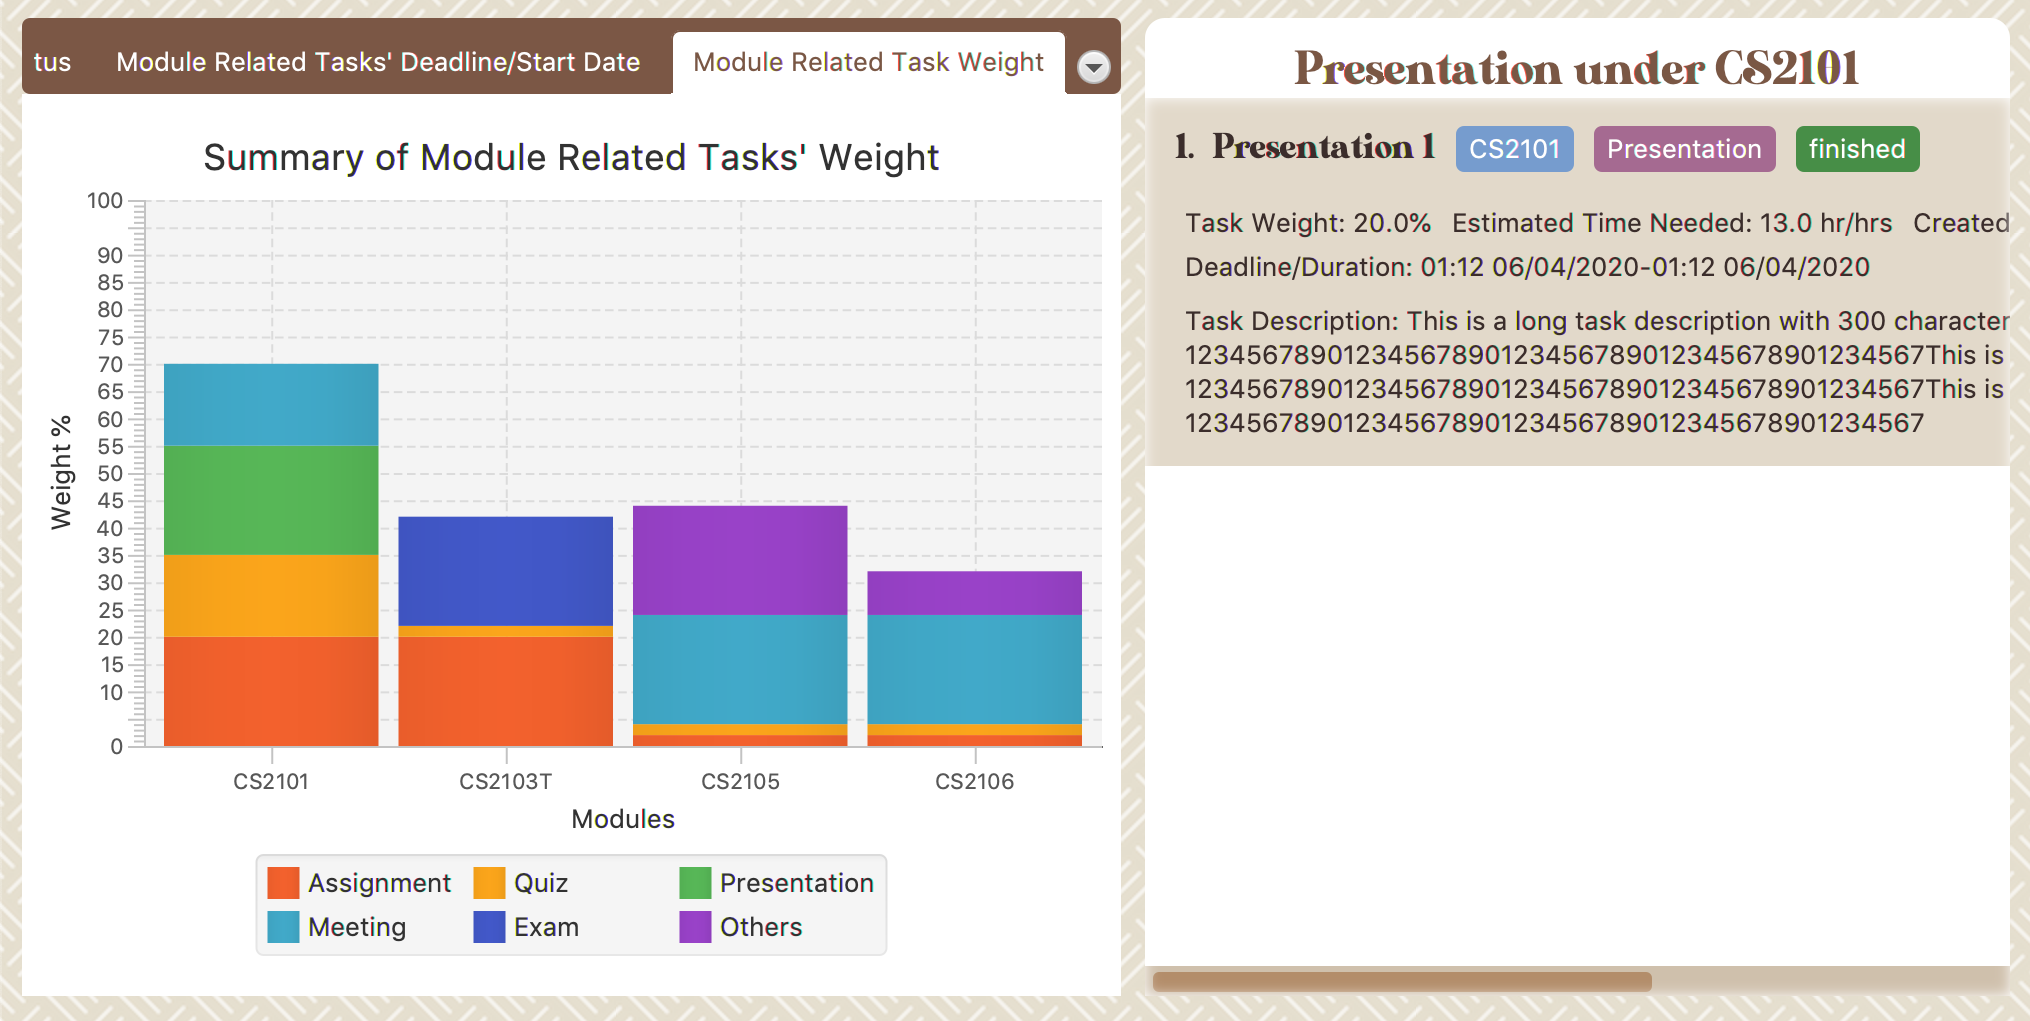 tus
Module Related Tasks' Deadline/Start Date
Module Related Task Weight
Summary of Module Related Tasks' Weight
100
90
85
80
75
70
65
60
55
50
45
40
35
30
25
20
15
10
0
Weight %
CS2101
CS2103T
CS2105
CS2106
Modules
Assignment
Quiz
Presentation
Meeting
Exam
Others
Presentation under CS2101
1. Presentation 1 CS2101 Presentation finished
Task Weight: 20.0% Estimated Time Needed: 13.0 hr/hrs Created
Deadline/Duration: 01:12 06/04/2020-01:12 06/04/2020
Task Description: This is a long task description with 300 character
12345678901234567890123456789012345678901234567This is
12345678901234567890123456789012345678901234567This is
12345678901234567890123456789012345678901234567